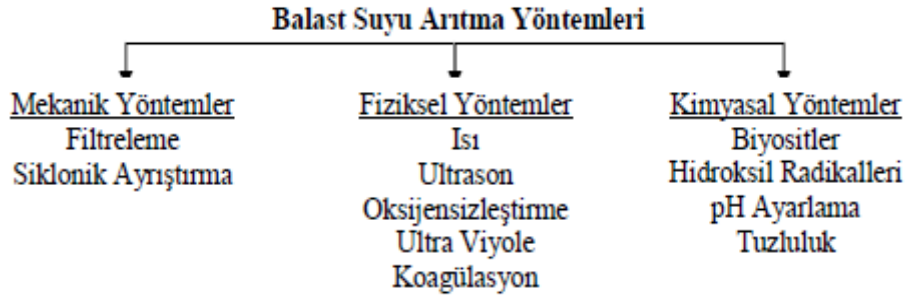 Balast Suyu Arıtma Yöntemleri
Mekanik Yöntemler
Filtreleme
Siklonik Ayrıştırma
Fiziksel Yöntemler
Isı
Ultrason
Oksijensizleştirme
Ultra Viyole
Koagülasyon
Kimyasal Yöntemler
Biyositler
Hidroksil Radikalleri
pH Ayarlama
Tuzluluk